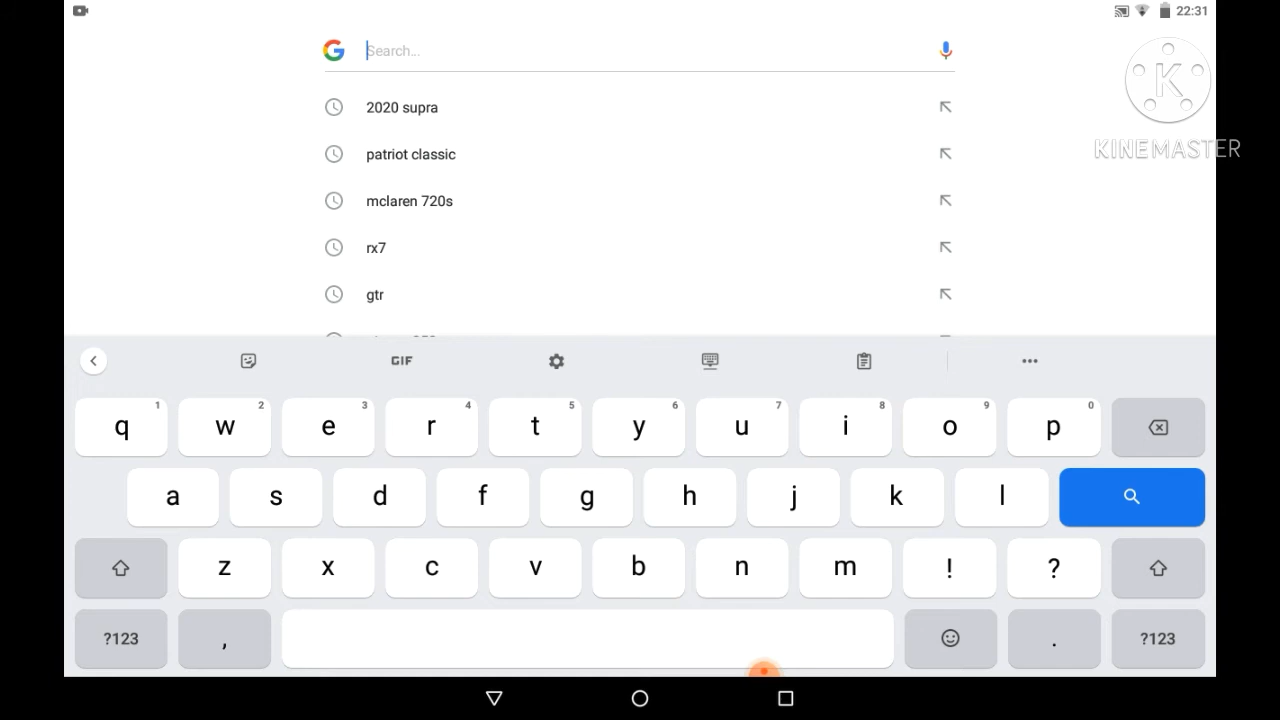 22:31
Search...
KINEMASTER
2020 supra
patriot classic
mclaren 720s
rx7
gtr
GIF
q 1 w 2 e 3 r 4 t 5 y 6 u 7 i 8 o 9 p 0
a s d f g h j k l
z x c v b n m ! ?
?123 , . ?123